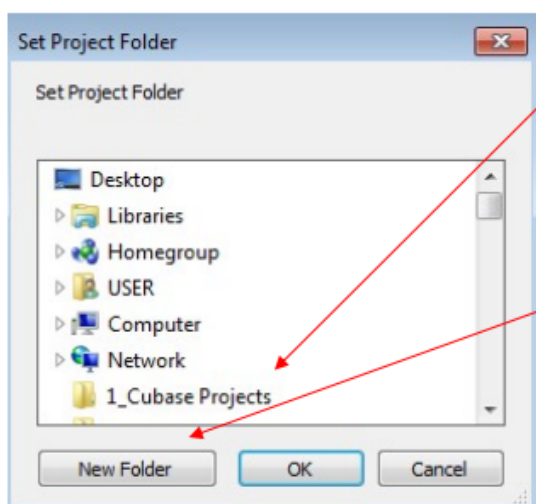 Set Project Folder
Set Project Folder
Desktop
Libraries
Homegroup
USER
Computer
Network
1_Cubase Projects
New Folder OK Cancel